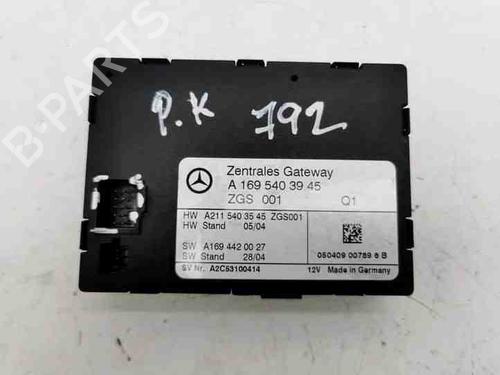 B-PARTS
P.K 792
Zentrales Gateway
A 169 540 39 45
ZGS 001 Q1
HW A211 540 35 45 ZGS001
HW Stand 05/04
SW A169 442 00 27
SW Stand 28/04
SV Nr. A2C53100414
050409 00789 6 B
12V Made in Germany